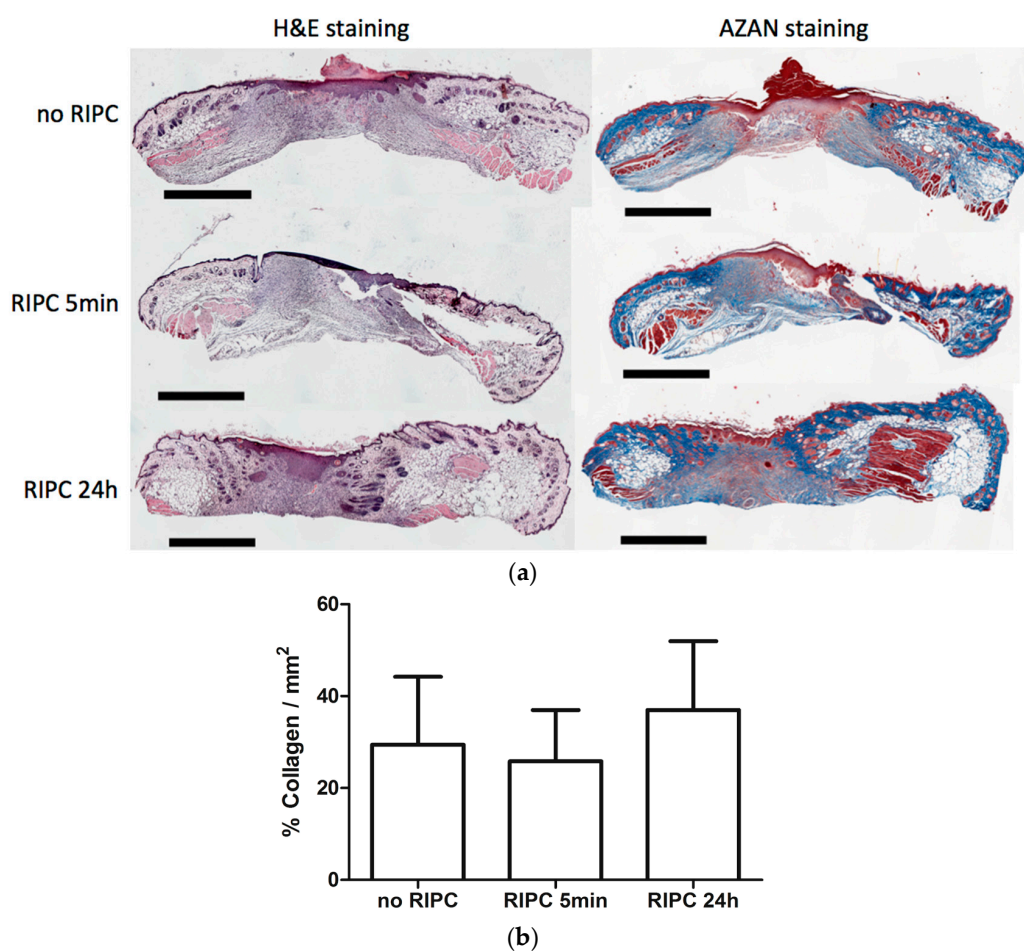 H&E staining
AZAN staining
no RIPC
RIPC 5min
RIPC 24h
(a)
60
40
20
0
% Collagen / mm²
no RIPC
RIPC 5min
RIPC 24h
(b)